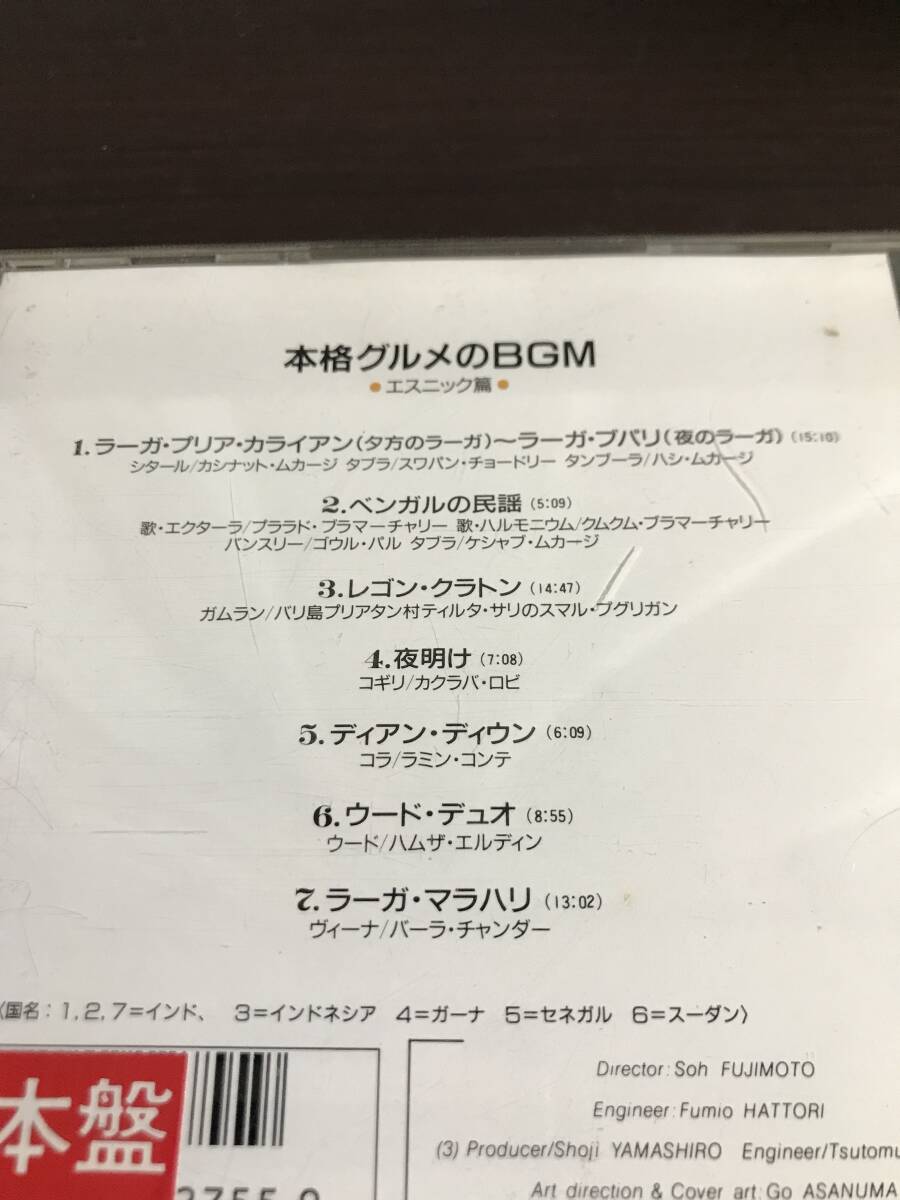 本格グルメのBGM
●エスニック篇●
1.ラーガ・プリア・カライアン(夕方のラーガ)〜ラーガ・ブパリ(夜のラーガ)(15:10)
シタール/カシナット・ムカージ タブラ/スワパン・チョードリー タンブーラ/ハシ・ムカージ
2.ベンガルの民謡(5:09)
歌・エクターラ/プララド・ブラマーチャリー 歌・ハルモニウム/クムクム・ブラマーチャリー
バンスリー/ゴウル・パル タブラ/ケシャブ・ムカージ
3.レゴン・クラトン(14:47)
ガムラン/バリ島プリアタン村ティルタ・サリのスマル・プグリガン
4.夜明け(7:08)
コギリ/カクラバ・ロビ
5.ディアン・ディウン(6:09)
コラ/ラミン・コンテ
6.ウード・デュオ(8:55)
ウード/ハムザ・エルディン
7.ラーガ・マラハリ(13:02)
ヴィーナ/バーラ・チャンダー
〈国名:1,2,7=インド、 3=インドネシア 4=ガーナ 5=セネガル 6=スーダン〉
本盤
Director:Soh FUJIMOTO
Engineer:Fumio HATTORI
(3) Producer/Shoji YAMASHIRO Engineer/Tsutomu
Art direction & Cover art:Go ASANUMA